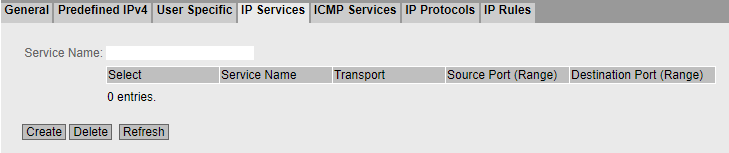 General Predefined IPv4 User Specific IP Services ICMP Services IP Protocols IP Rules
Service Name:
Select Service Name Transport Source Port (Range) Destination Port (Range)
0 entries.
Create Delete Refresh